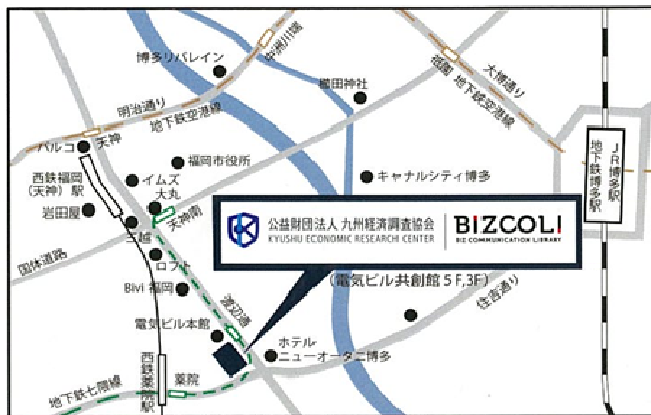 博多リバレイン
中洲川端
櫛田神社
祇園
地下鉄空港線
大博通り
明治通り
地下鉄空港線
パルコ
天神
福岡市役所
西鉄福岡
(天神)駅
イムズ
大丸
天神南
キャナルシティ博多
JR博多駅
地下鉄博多駅
岩田屋
三越
国体道路
ロフト
Bivi 福岡
公益財団法人 九州経済調査協会
KYUSHU ECONOMIC RESEARCH CENTER
BIZCOLI
BIZ COMMUNICATION LIBRARY
(電気ビル共創館 5F,3F)
渡辺通
住吉通り
電気ビル本館
ホテル
ニューオータニ博多
西鉄薬院駅
薬院
地下鉄七隈線